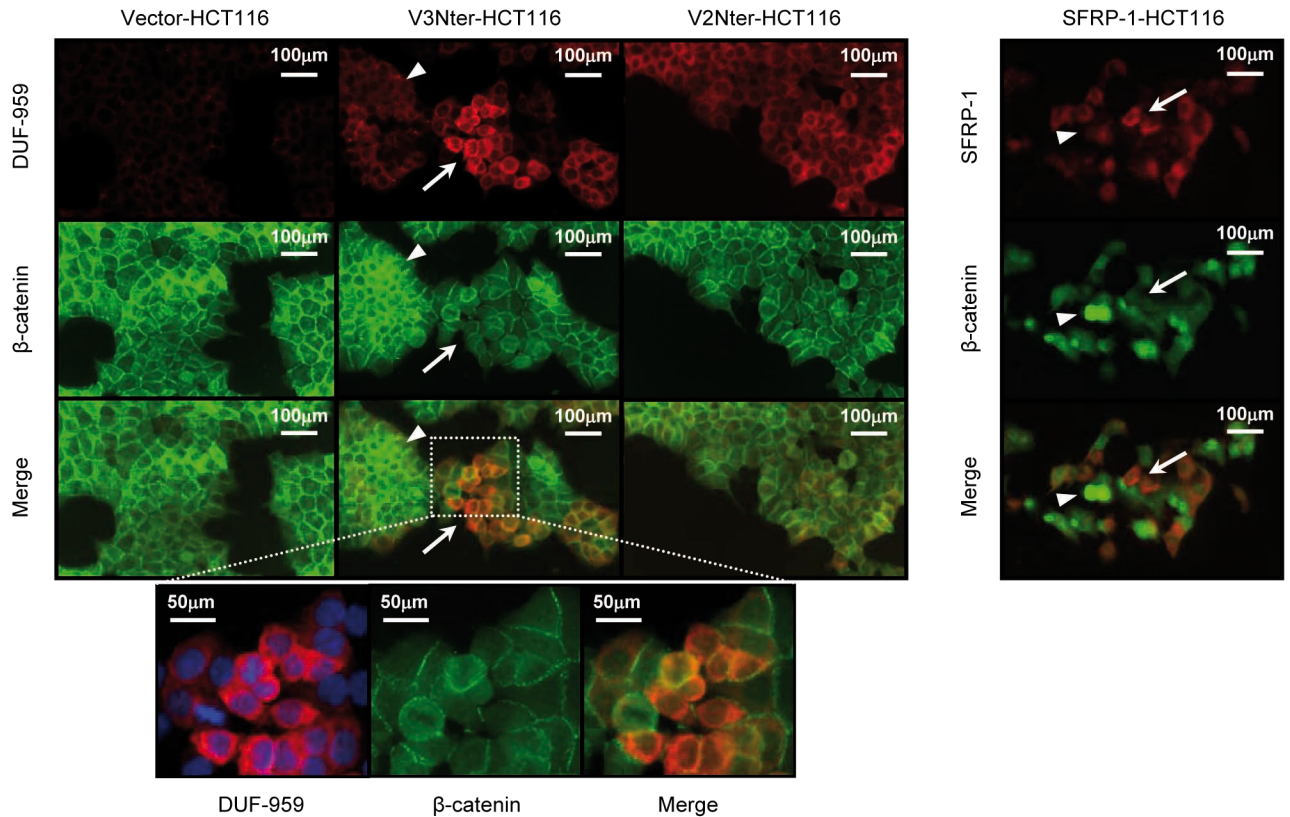 Vector-HCT116 V3Nter-HCT116 V2Nter-HCT116 SFRP-1-HCT116
DUF-959 100μm 100μm 100μm SFRP-1 100μm
β-catenin 100μm 100μm 100μm β-catenin 100μm
Merge 100μm 100μm 100μm Merge 100μm
50μm 50μm 50μm
DUF-959 β-catenin Merge